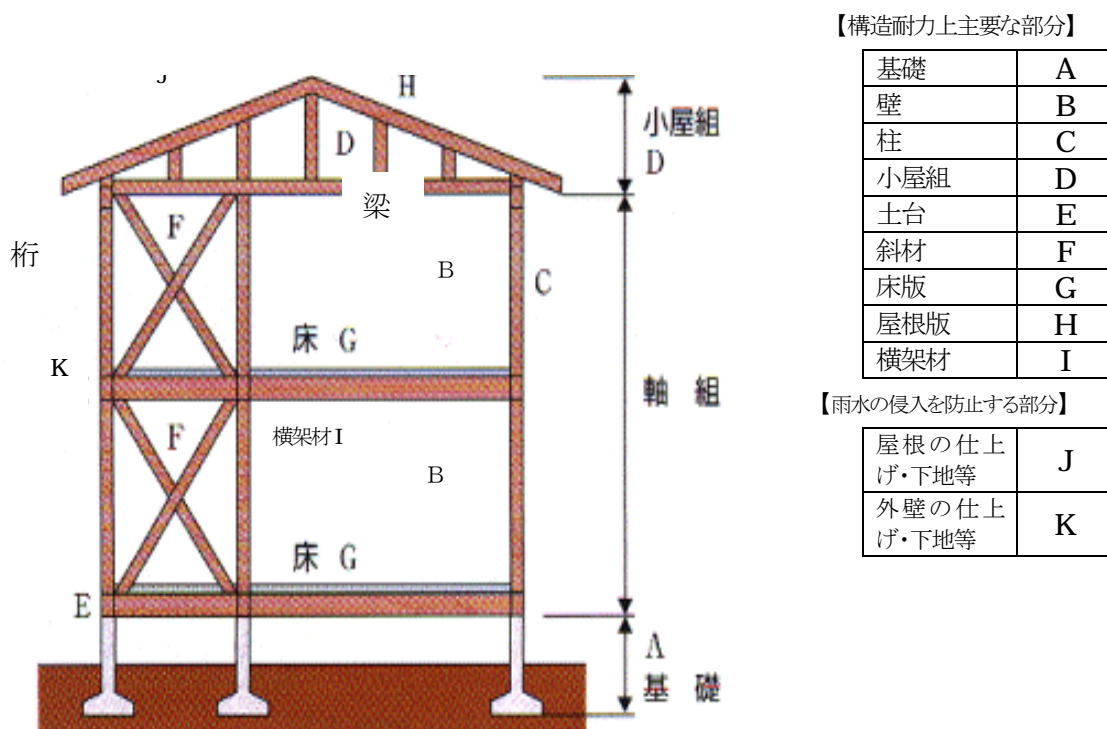 【構造耐力上主要な部分】
基礎 A
壁 B
柱 C
小屋組 D
土台 E
斜材 F
床版 G
屋根版 H
横架材 I
【雨水の侵入を防止する部分】
屋根の仕上
げ・下地等 J
外壁の仕上
げ・下地等 K
J
H
小屋組
D
D
梁
F
桁
B
C
床 G
K
軸 組
F
横架材 I
B
床 G
E
A
基 礎